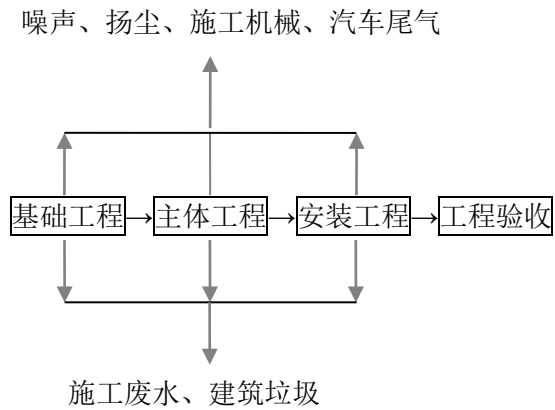 噪声、扬尘、施工机械、汽车尾气
基础工程→主体工程→安装工程→工程验收
施工废水、建筑垃圾